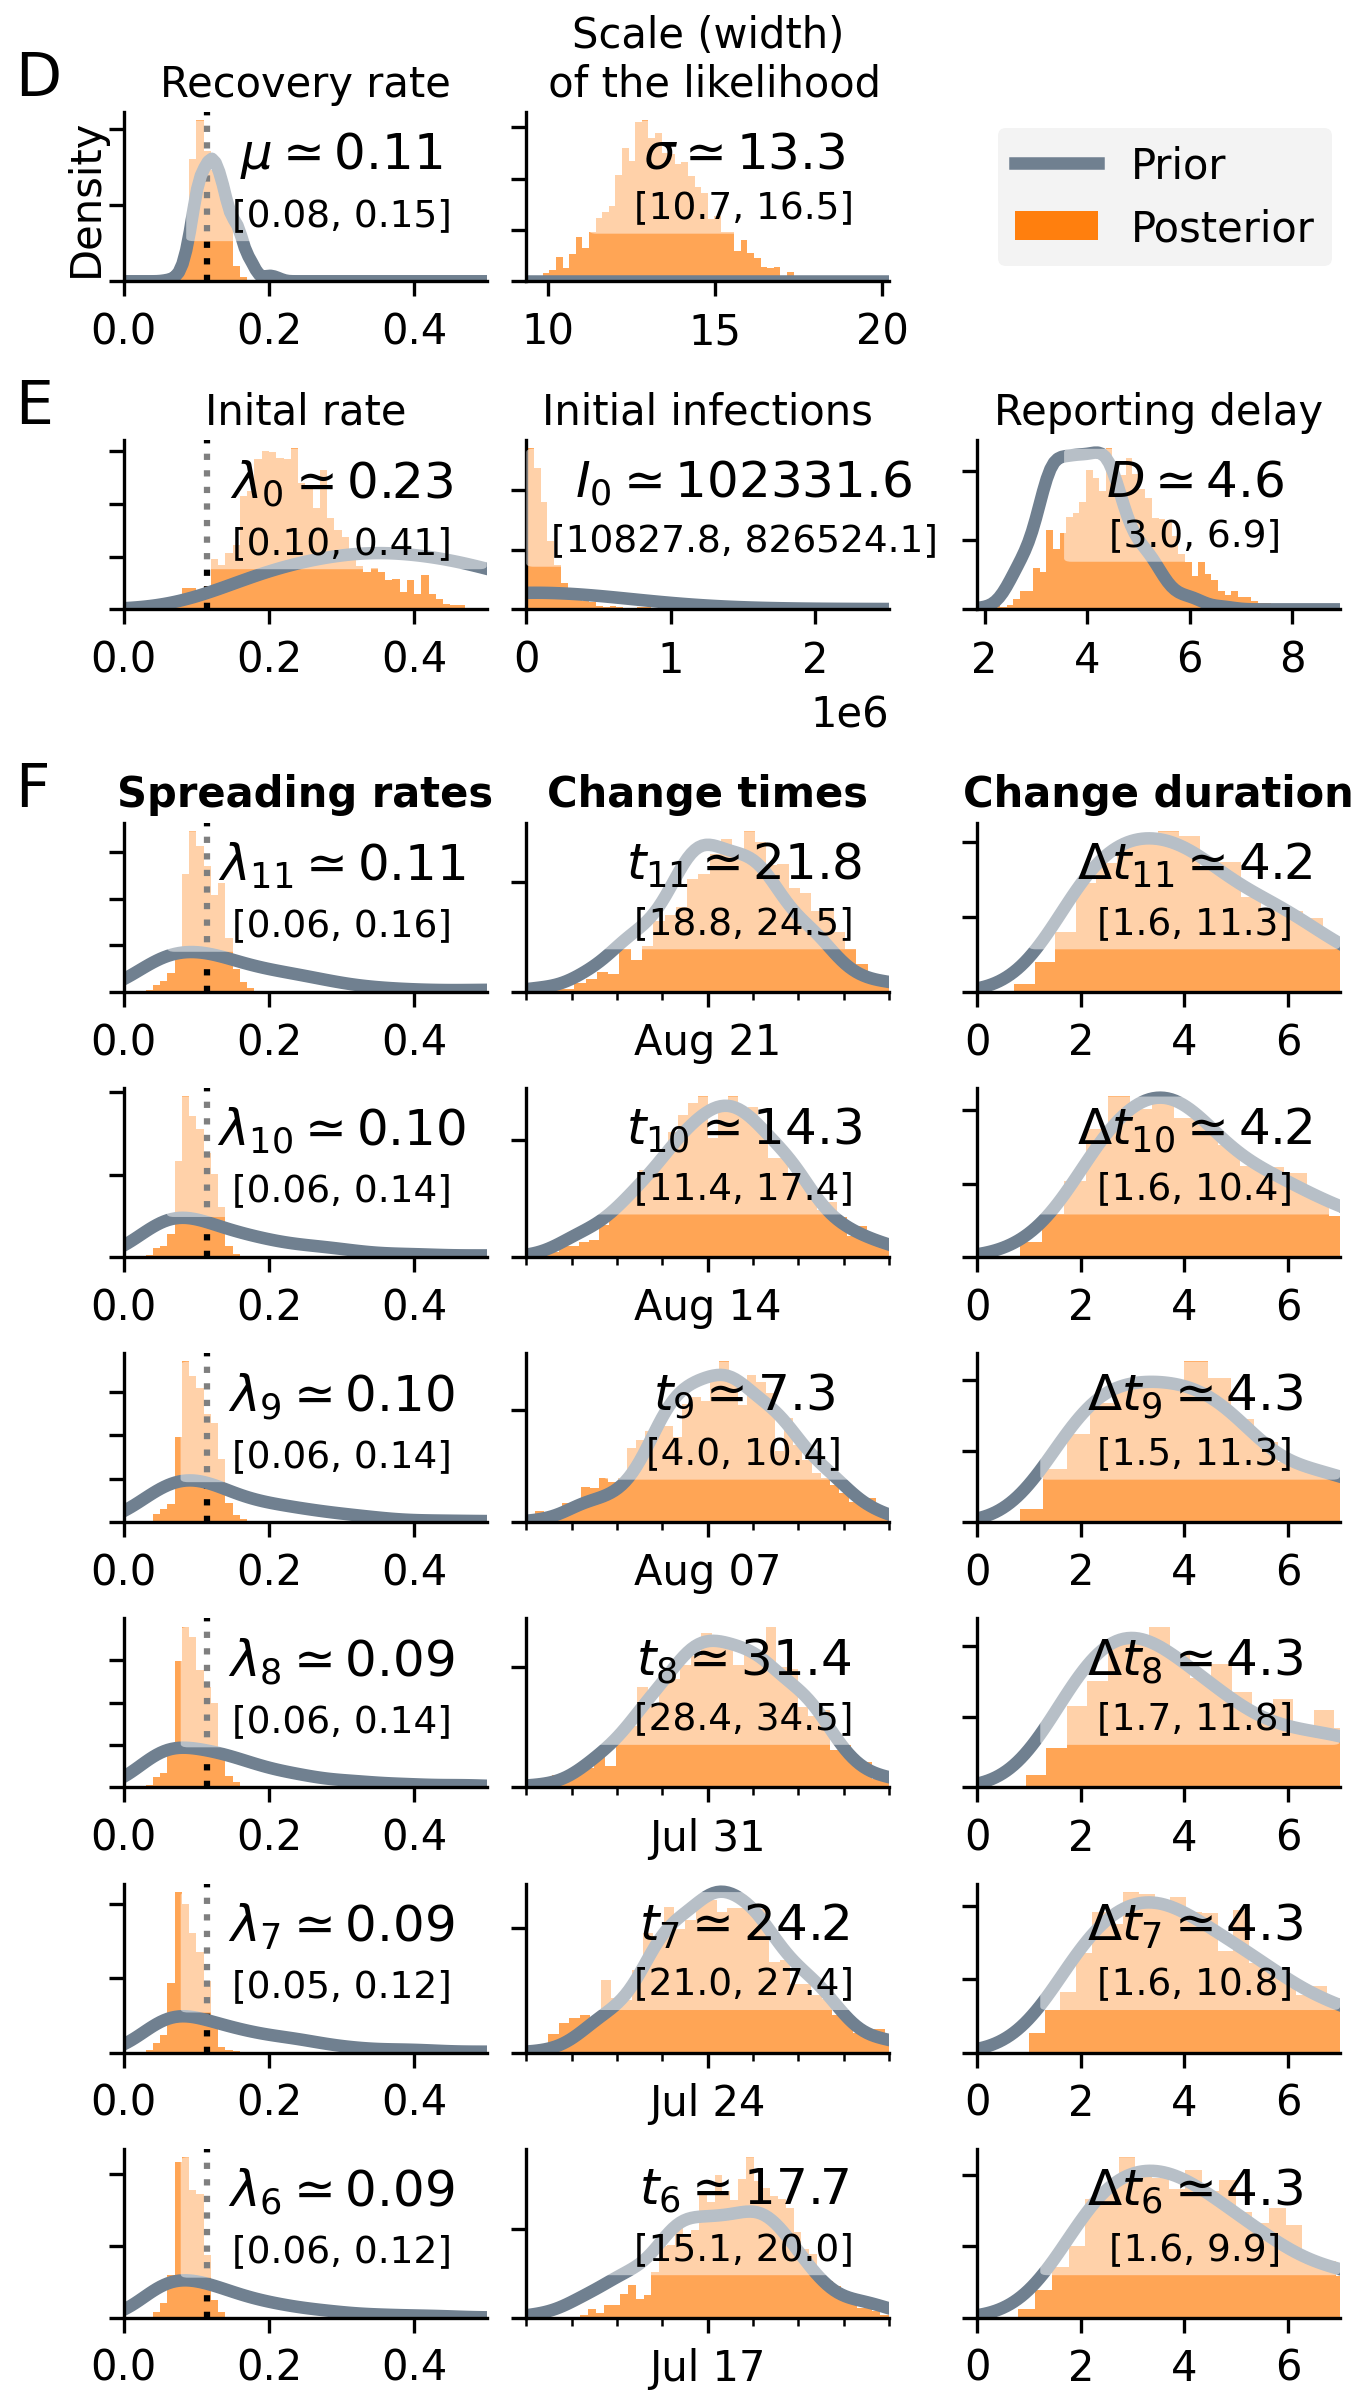 D
Recovery rate
Scale (width)
of the likelihood
Density
μ ≃ 0.11
[0.08, 0.15]
0.0 0.2 0.4
σ ≃ 13.3
[10.7, 16.5]
10 15 20
Prior
Posterior
E
Inital rate
λ0 ≃ 0.23
[0.10, 0.41]
0.0 0.2 0.4
Initial infections
I0 ≃ 102331.6
[10827.8, 826524.1]
0 1 2
1e6
Reporting delay
D ≃ 4.6
[3.0, 6.9]
2 4 6 8
F
Spreading rates
Change times
Change duration
λ11 ≃ 0.11
[0.06, 0.16]
0.0 0.2 0.4
t11 ≃ 21.8
[18.8, 24.5]
Aug 21
Δt11 ≃ 4.2
[1.6, 11.3]
0 2 4 6
λ10 ≃ 0.10
[0.06, 0.14]
0.0 0.2 0.4
t10 ≃ 14.3
[11.4, 17.4]
Aug 14
Δt10 ≃ 4.2
[1.6, 10.4]
0 2 4 6
λ9 ≃ 0.10
[0.06, 0.14]
0.0 0.2 0.4
t9 ≃ 7.3
[4.0, 10.4]
Aug 07
Δt9 ≃ 4.3
[1.5, 11.3]
0 2 4 6
λ8 ≃ 0.09
[0.06, 0.14]
0.0 0.2 0.4
t8 ≃ 31.4
[28.4, 34.5]
Jul 31
Δt8 ≃ 4.3
[1.7, 11.8]
0 2 4 6
λ7 ≃ 0.09
[0.05, 0.12]
0.0 0.2 0.4
t7 ≃ 24.2
[21.0, 27.4]
Jul 24
Δt7 ≃ 4.3
[1.6, 10.8]
0 2 4 6
λ6 ≃ 0.09
[0.06, 0.12]
0.0 0.2 0.4
t6 ≃ 17.7
[15.1, 20.0]
Jul 17
Δt6 ≃ 4.3
[1.6, 9.9]
0 2 4 6